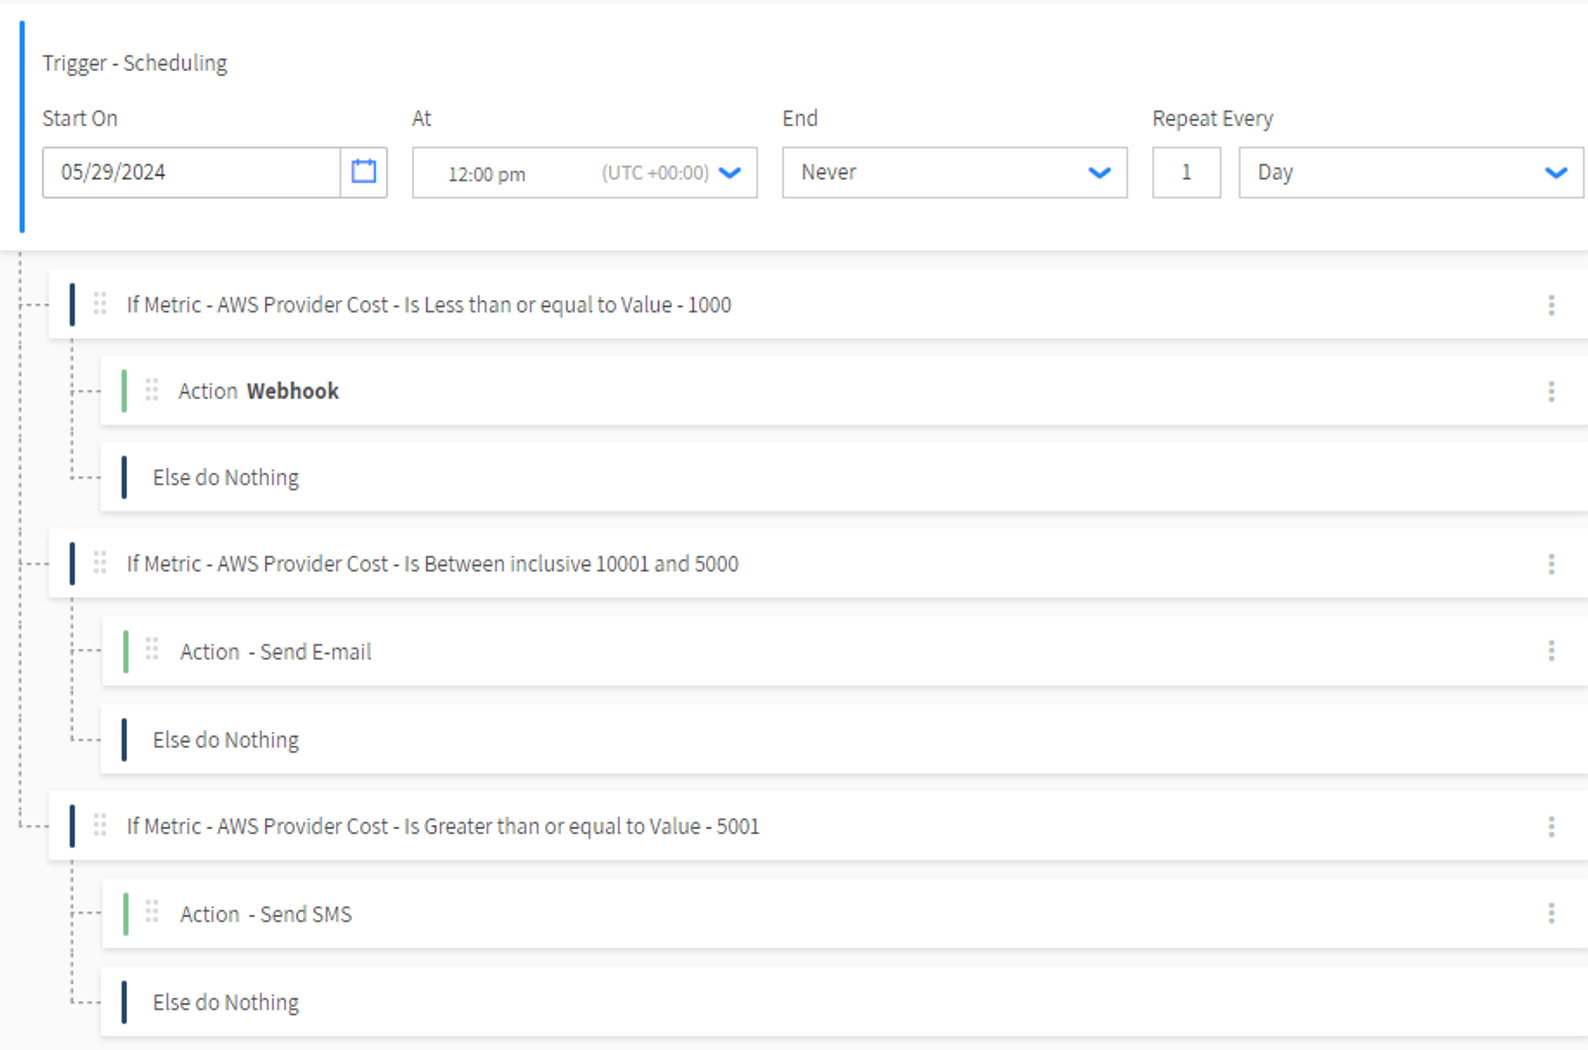 Trigger - Scheduling
Start On At End Repeat Every
05/29/2024 12:00 pm (UTC +00:00) Never 1 Day
If Metric - AWS Provider Cost - Is Less than or equal to Value - 1000
Action Webhook
Else do Nothing
If Metric - AWS Provider Cost - Is Between inclusive 10001 and 5000
Action - Send E-mail
Else do Nothing
If Metric - AWS Provider Cost - Is Greater than or equal to Value - 5001
Action - Send SMS
Else do Nothing